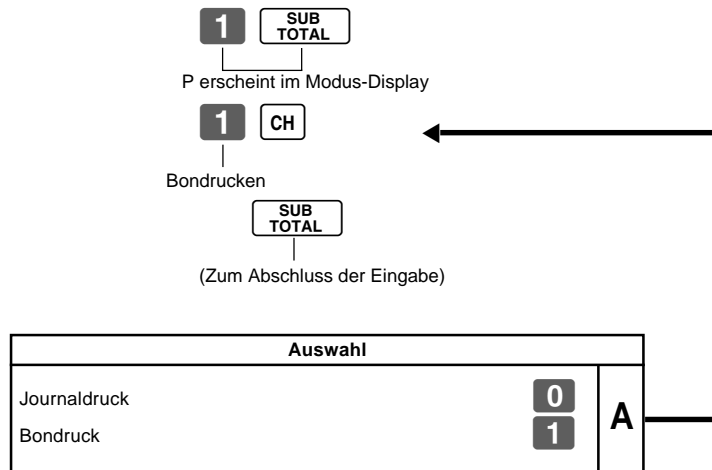 1 SUB TOTAL
P erscheint im Modus-Display
1 CH
Bondrucken
SUB TOTAL
(Zum Abschluss der Eingabe)
Auswahl
Journaldruck 0
Bondruck 1
A